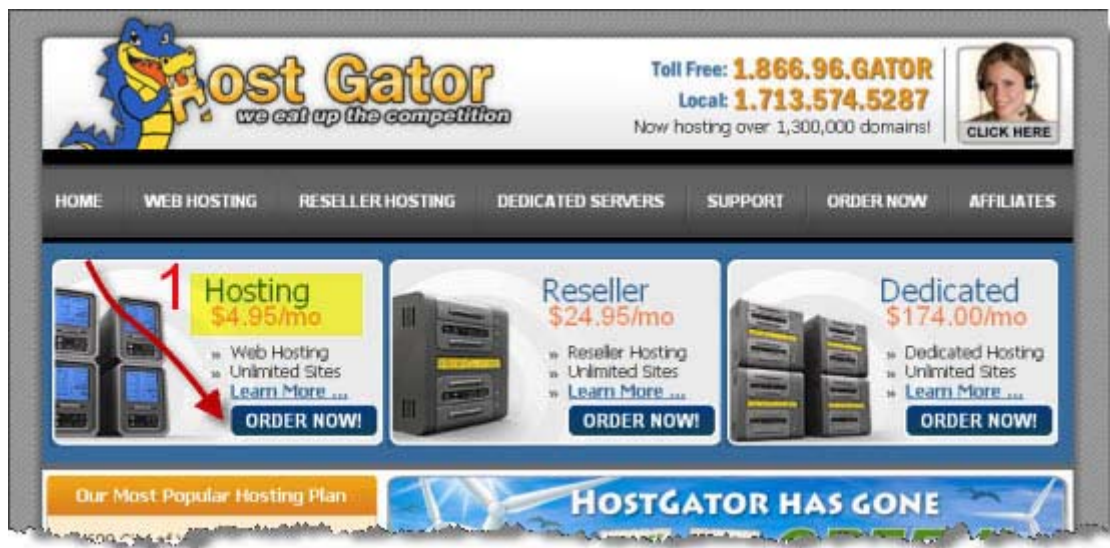 Host Gator
we eat up the competition
Toll Free: 1.866.96.GATOR
Local: 1.713.574.5287
Now hosting over 1,300,000 domains!
CLICK HERE
HOME WEB HOSTING RESELLER HOSTING DEDICATED SERVERS SUPPORT ORDER NOW AFFILIATES
1
Hosting
$4.95/mo
» Web Hosting
» Unlimited Sites
Learn More ...
ORDER NOW!
Reseller
$24.95/mo
» Reseller Hosting
» Unlimited Sites
» Learn More ...
ORDER NOW!
Dedicated
$174.00/mo
» Dedicated Hosting
» Unlimited Sites
» Learn More ...
ORDER NOW!
Our Most Popular Hosting Plan
HOSTGATOR HAS GONE